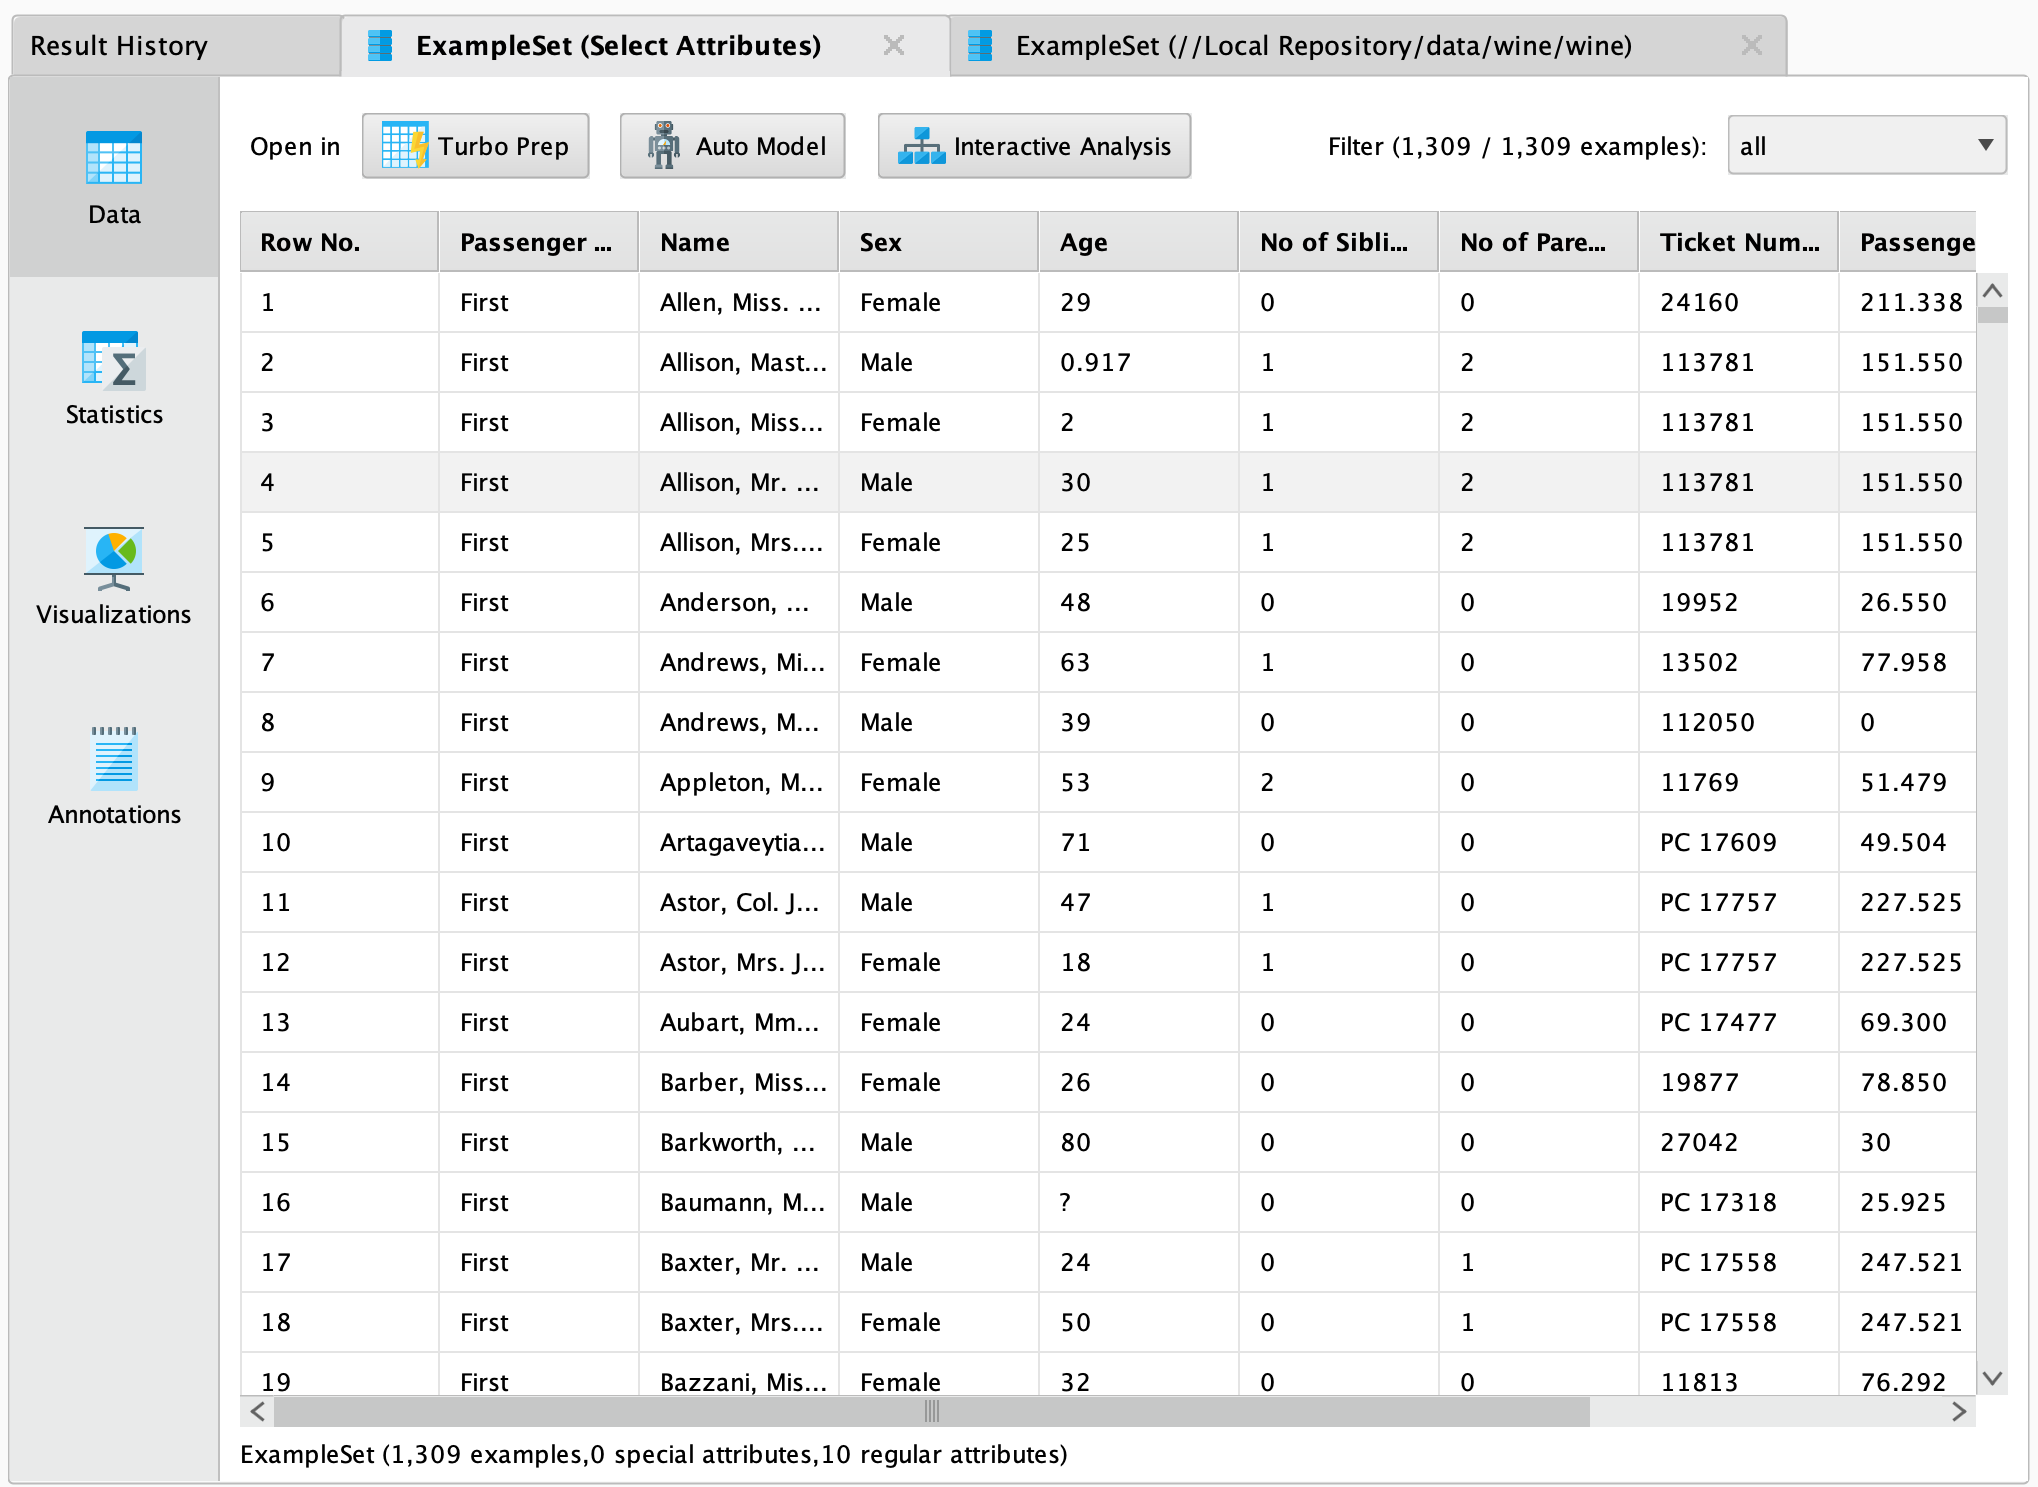 Result History ExampleSet (Select Attributes) ExampleSet (//Local Repository/data/wine/wine)
Open in Turbo Prep Auto Model Interactive Analysis Filter (1,309 / 1,309 examples): all
Data
Statistics
Visualizations
Annotations
Row No. Passenger ... Name Sex Age No of Sibli... No of Pare... Ticket Num... Passenge
1 First Allen, Miss. ... Female 29 0 0 24160 211.338
2 First Allison, Mast... Male 0.917 1 2 113781 151.550
3 First Allison, Miss... Female 2 1 2 113781 151.550
4 First Allison, Mr. ... Male 30 1 2 113781 151.550
5 First Allison, Mrs.... Female 25 1 2 113781 151.550
6 First Anderson, ... Male 48 0 0 19952 26.550
7 First Andrews, Mi... Female 63 1 0 13502 77.958
8 First Andrews, M... Male 39 0 0 112050 0
9 First Appleton, M... Female 53 2 0 11769 51.479
10 First Artagaveytia... Male 71 0 0 PC 17609 49.504
11 First Astor, Col. J... Male 47 1 0 PC 17757 227.525
12 First Astor, Mrs. J... Female 18 1 0 PC 17757 227.525
13 First Aubart, Mm... Female 24 0 0 PC 17477 69.300
14 First Barber, Miss... Female 26 0 0 19877 78.850
15 First Barkworth, ... Male 80 0 0 27042 30
16 First Baumann, M... Male ? 0 0 PC 17318 25.925
17 First Baxter, Mr. ... Male 24 0 1 PC 17558 247.521
18 First Baxter, Mrs.... Female 50 0 1 PC 17558 247.521
19 First Bazzani, Mis... Female 32 0 0 11813 76.292
ExampleSet (1,309 examples,0 special attributes,10 regular attributes)